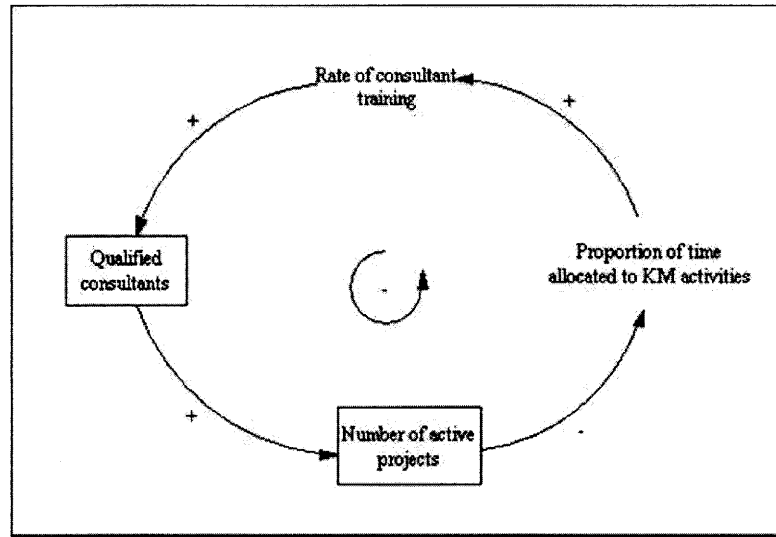 Rate of consultant
training
+
+
Qualified
consultants
Proportion of time
allocated to KM activities
-
+
Number of active
projects
-